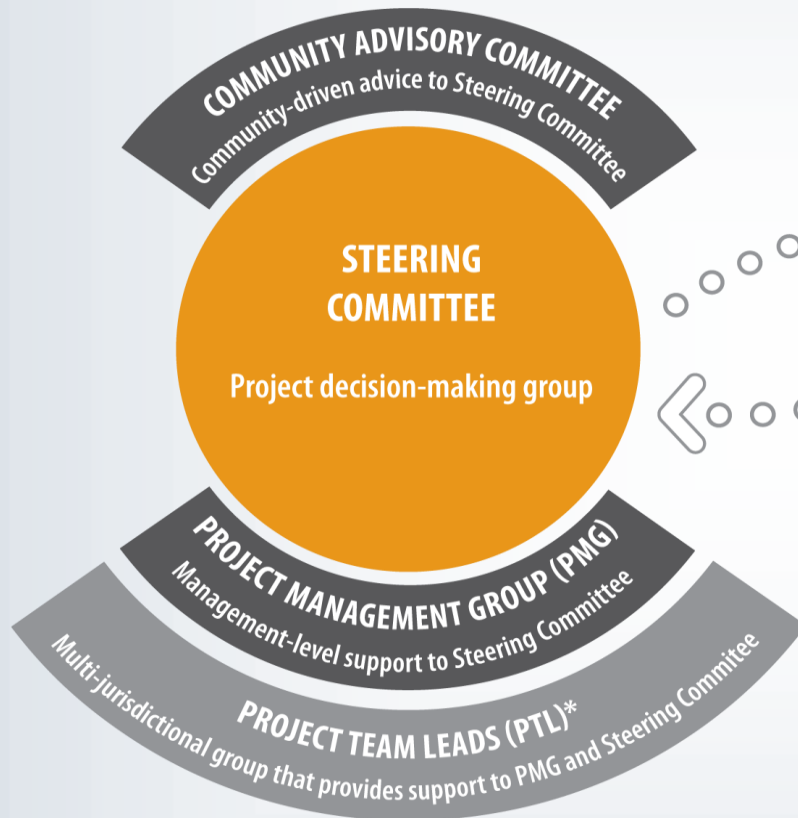 COMMUNITY ADVISORY COMMITTEE
Community-driven advice to Steering Committee
STEERING
COMMITTEE
Project decision-making group
PROJECT MANAGEMENT GROUP (PMG)
Management-level support to Steering Committee
PROJECT TEAM LEADS (PTL)*
Multi-jurisdictional group that provides support to PMG and Steering Commitee